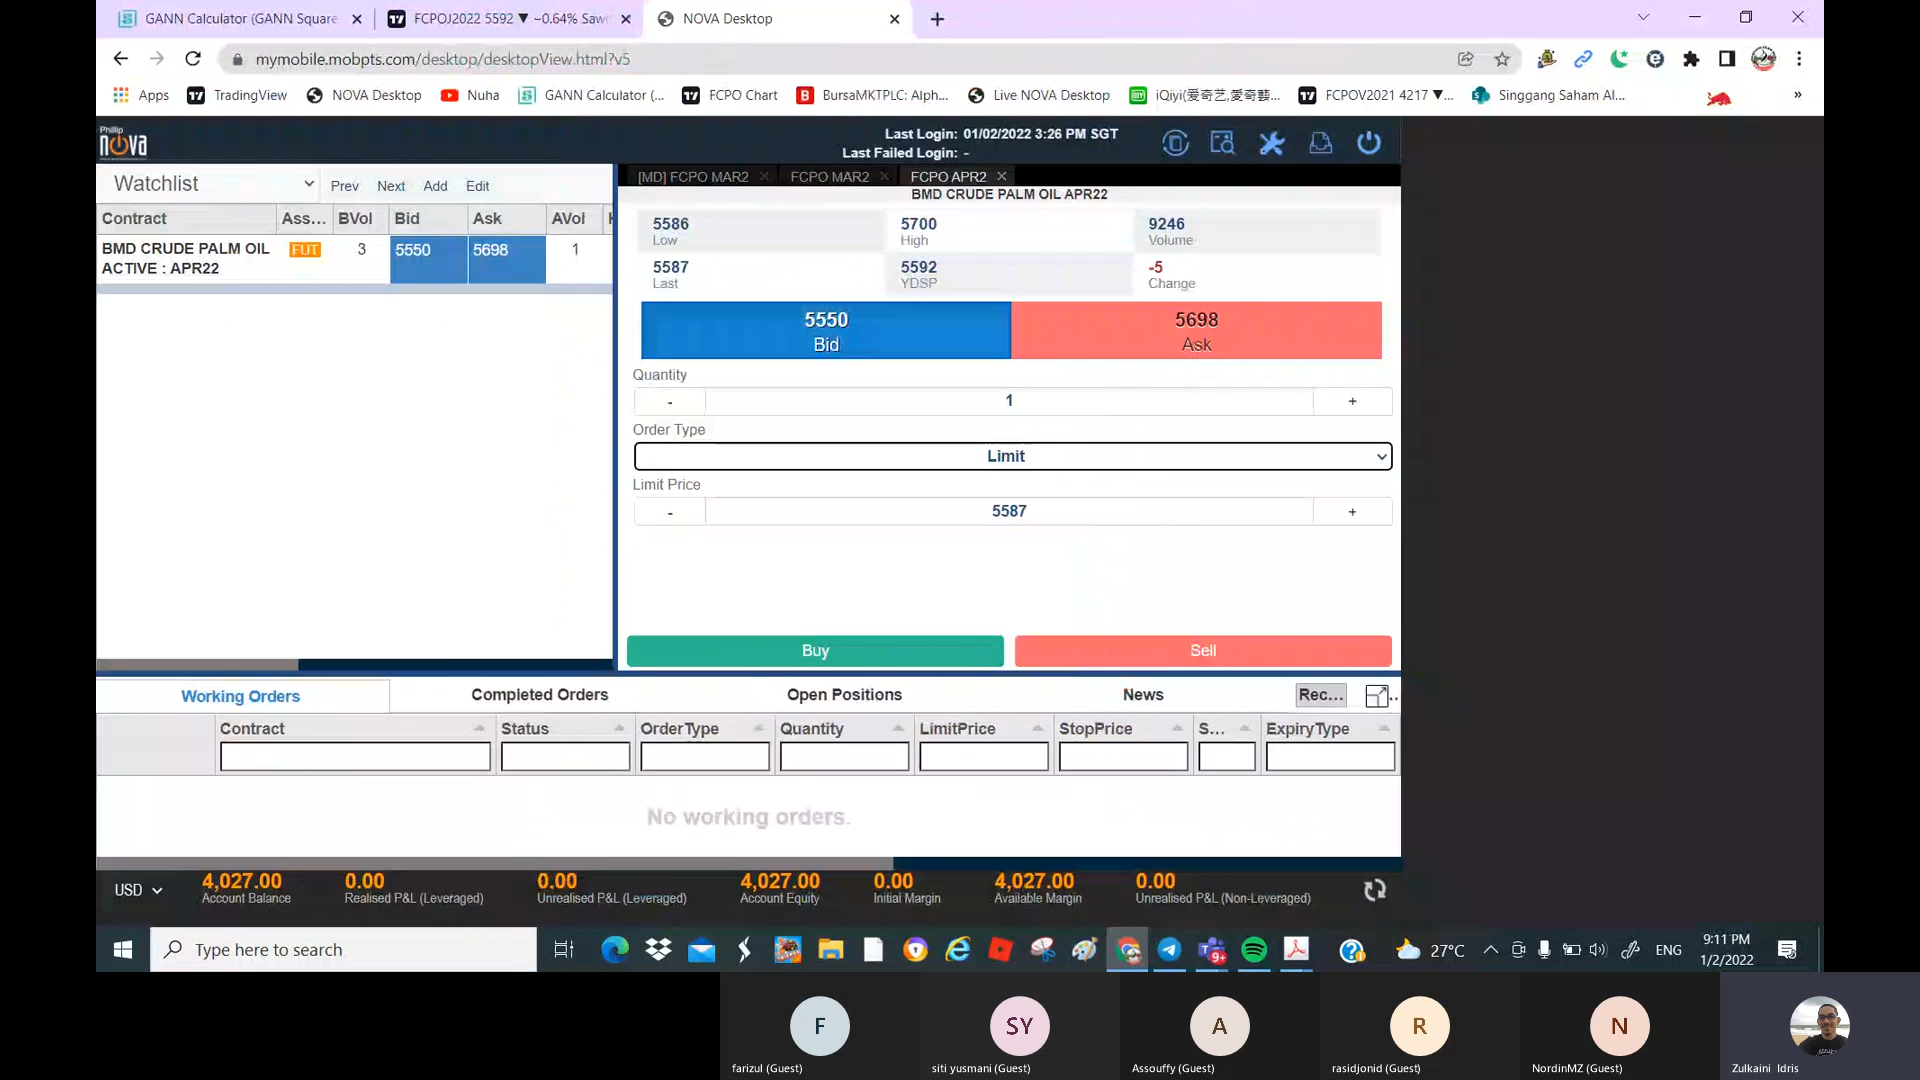 GANN Calculator (GANN Square
FCPOJ2022 5592 ▼ −0.64% Sawi
NOVA Desktop
mymobile.mobpts.com/desktop/desktopView.html?v5
Apps
TradingView
NOVA Desktop
Nuha
GANN Calculator (...
FCPO Chart
BursaMKTPLC: Alph...
Live NOVA Desktop
iQiyi(爱奇艺,愛奇藝...
FCPOV2021 4217 ▼...
Singgang Saham Al...
»
Phillip
nova
Last Login: 01/02/2022 3:26 PM SGT
Last Failed Login: -
Watchlist
Prev Next Add Edit
[MD] FCPO MAR2
FCPO MAR2
FCPO APR2
BMD CRUDE PALM OIL APR22
Contract Ass... BVol Bid Ask AVol
BMD CRUDE PALM OIL
ACTIVE : APR22
FUT 3 5550 5698 1
5586 5700 9246
Low High Volume
5587 5592 -5
Last YDSP Change
5550 5698
Bid Ask
Quantity
- 1 +
Order Type
Limit
Limit Price
- 5587 +
Buy Sell
Working Orders Completed Orders Open Positions News Rec...
Contract Status OrderType Quantity LimitPrice StopPrice S... ExpiryType
No working orders.
USD
4,027.00 0.00 0.00 4,027.00 0.00 4,027.00 0.00
Account Balance Realised P&L (Leveraged) Unrealised P&L (Leveraged) Account Equity Initial Margin Available Margin Unrealised P&L (Non-Leveraged)
Type here to search
9+
27°C
ENG
9:11 PM
1/2/2022
F SY A R N
farizul (Guest) siti yusmani (Guest) Assouffy (Guest) rasidjonid (Guest) NordinMZ (Guest) Zulkaini Idris